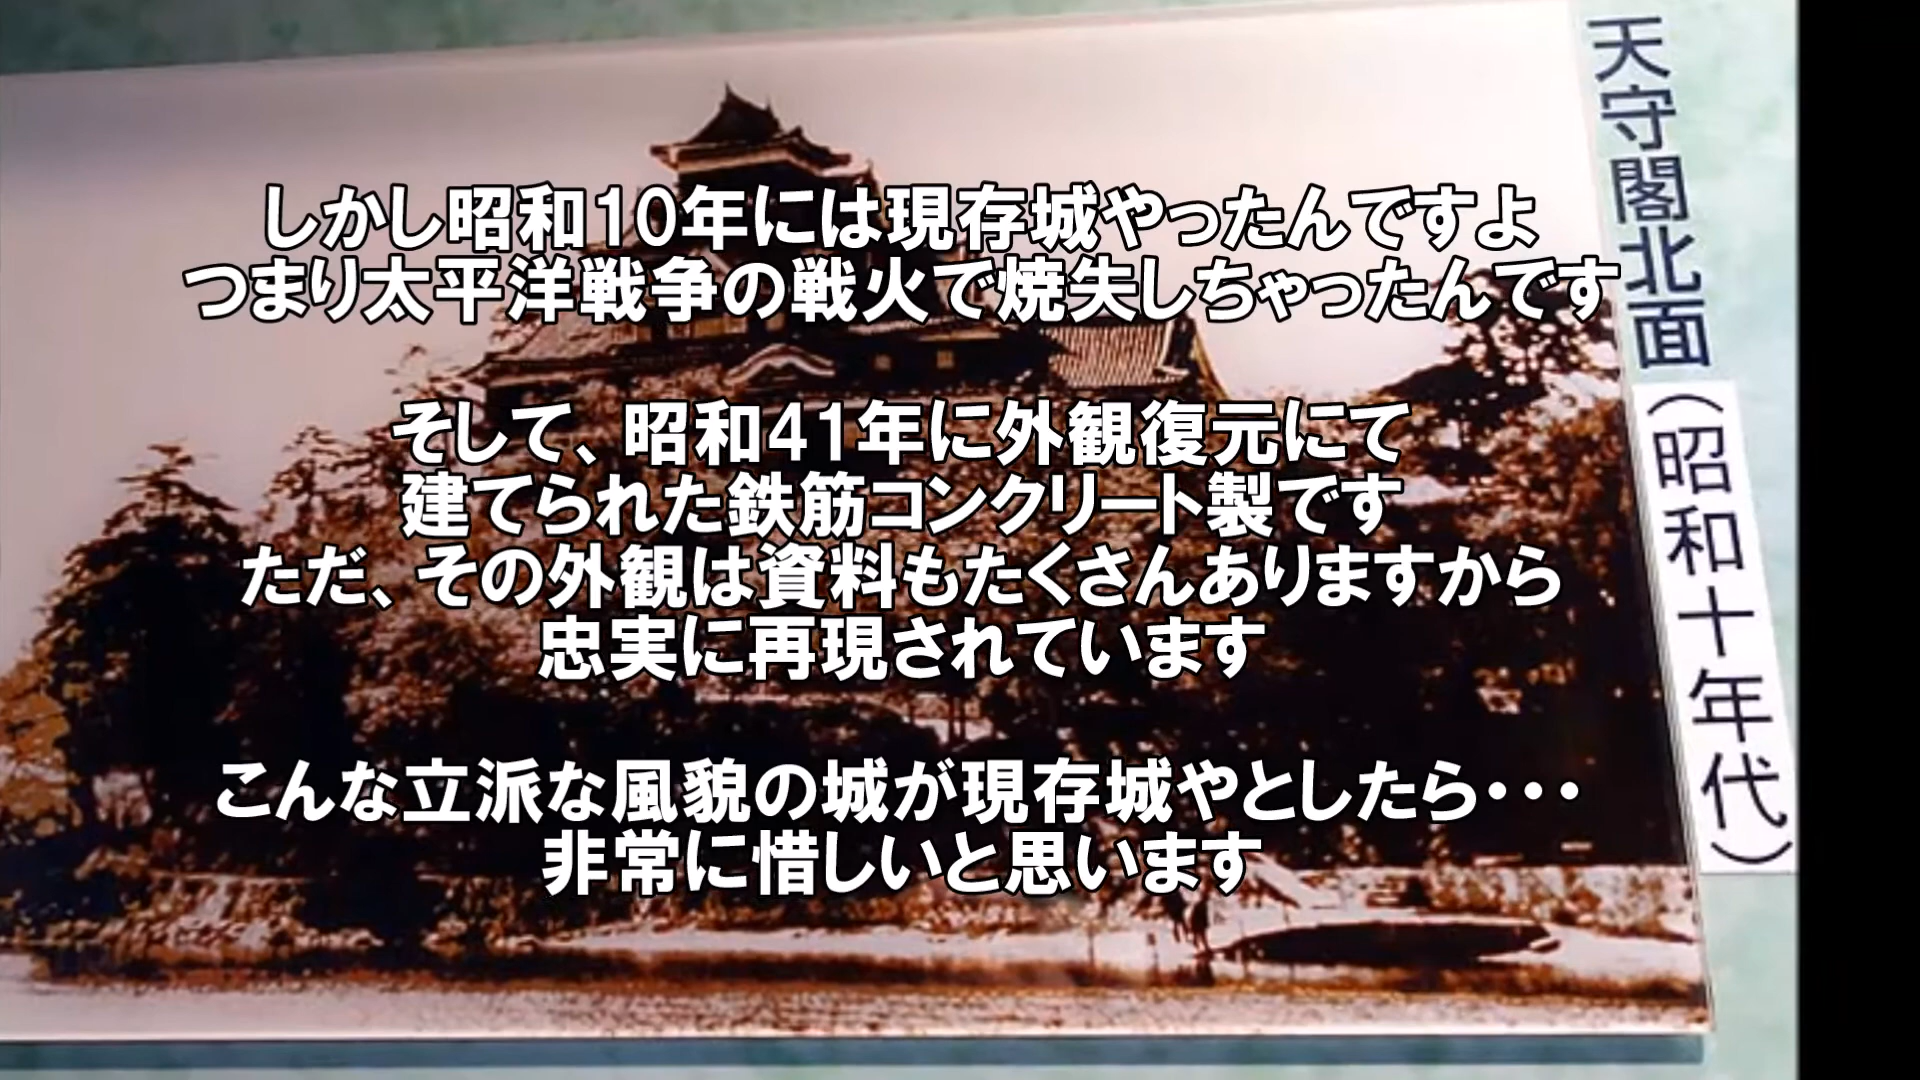 しかし昭和10年には現存城やったんですよ
つまり太平洋戦争の戦火で焼失しちゃったんです
そして、昭和41年に外観復元にて
建てられた鉄筋コンクリート製です
ただ、その外観は資料もたくさんありますから
忠実に再現されています
こんな立派な風貌の城が現存城やとしたら･･･
非常に惜しいと思います
天守閣北面(昭和十年代)